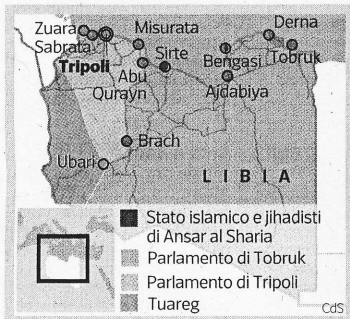 Zuara
Sabrata
Tripoli
Misurata
Sirte
Abu
Qurayn
Derna
Bengasi
Tobruk
Ajdabiya
Brach
Ubari
LIBIA
Stato islamico e jihadisti
di Ansar al Sharia
Parlamento di Tobruk
Parlamento di Tripoli
Tuareg
CdS